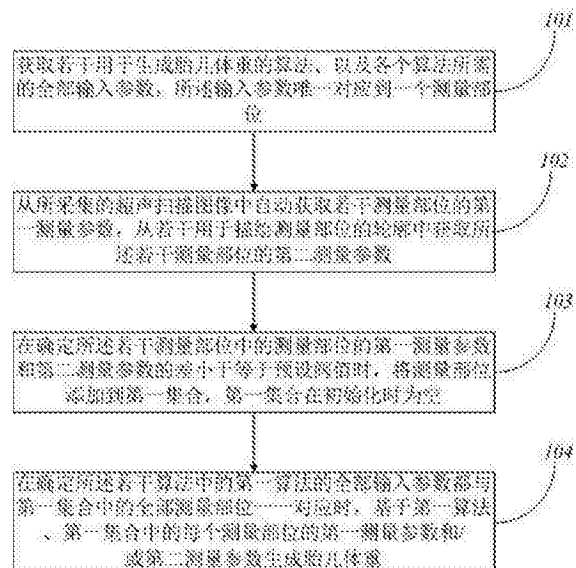 101
获取若干用于生成胎儿体重的算法、以及各个算法所需
的全部输入参数，所述输入参数唯一对应到一个测量部
位
102
从所采集的超声扫描图像中自动获取若干测量部位的第
一测量参数，从若干用于描绘测量部位的轮廓中获取所
述若干测量部位的第二测量参数
103
在确定所述若干测量部位中的测量部位的第一测量参数
和第二测量参数的差小于等于预设阈值时，将测量部位
添加到第一集合，第一集合在初始化时为空
104
在确定所述若干算法中的第一算法的全部输入参数都与
第一集合中的全部测量部位一一对应时，基于第一算法
、第一集合中的每个测量部位的第一测量参数和/
或第二测量参数生成胎儿体重